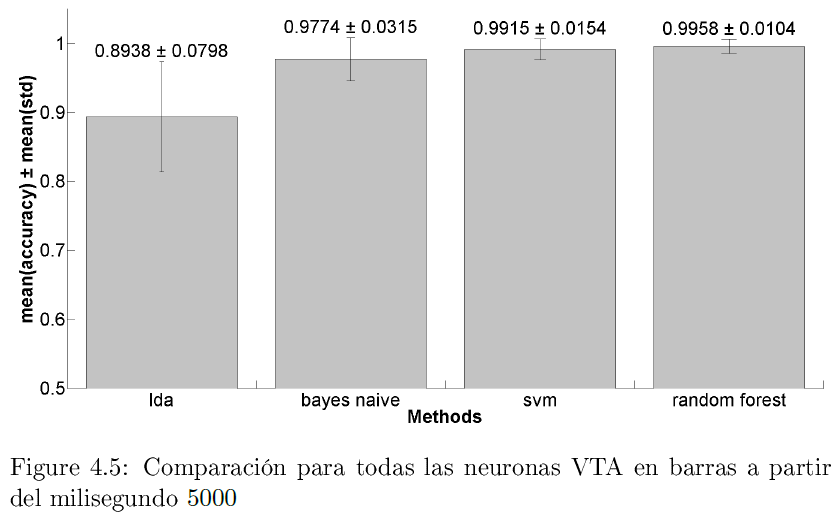 0.8938 ± 0.0798
0.9774 ± 0.0315
0.9915 ± 0.0154
0.9958 ± 0.0104
mean(accuracy) ± mean(std)
1
0.9
0.8
0.7
0.6
0.5
lda
bayes naive
svm
random forest
Methods
Figure 4.5: Comparación para todas las neuronas VTA en barras a partir
del milisegundo 5000